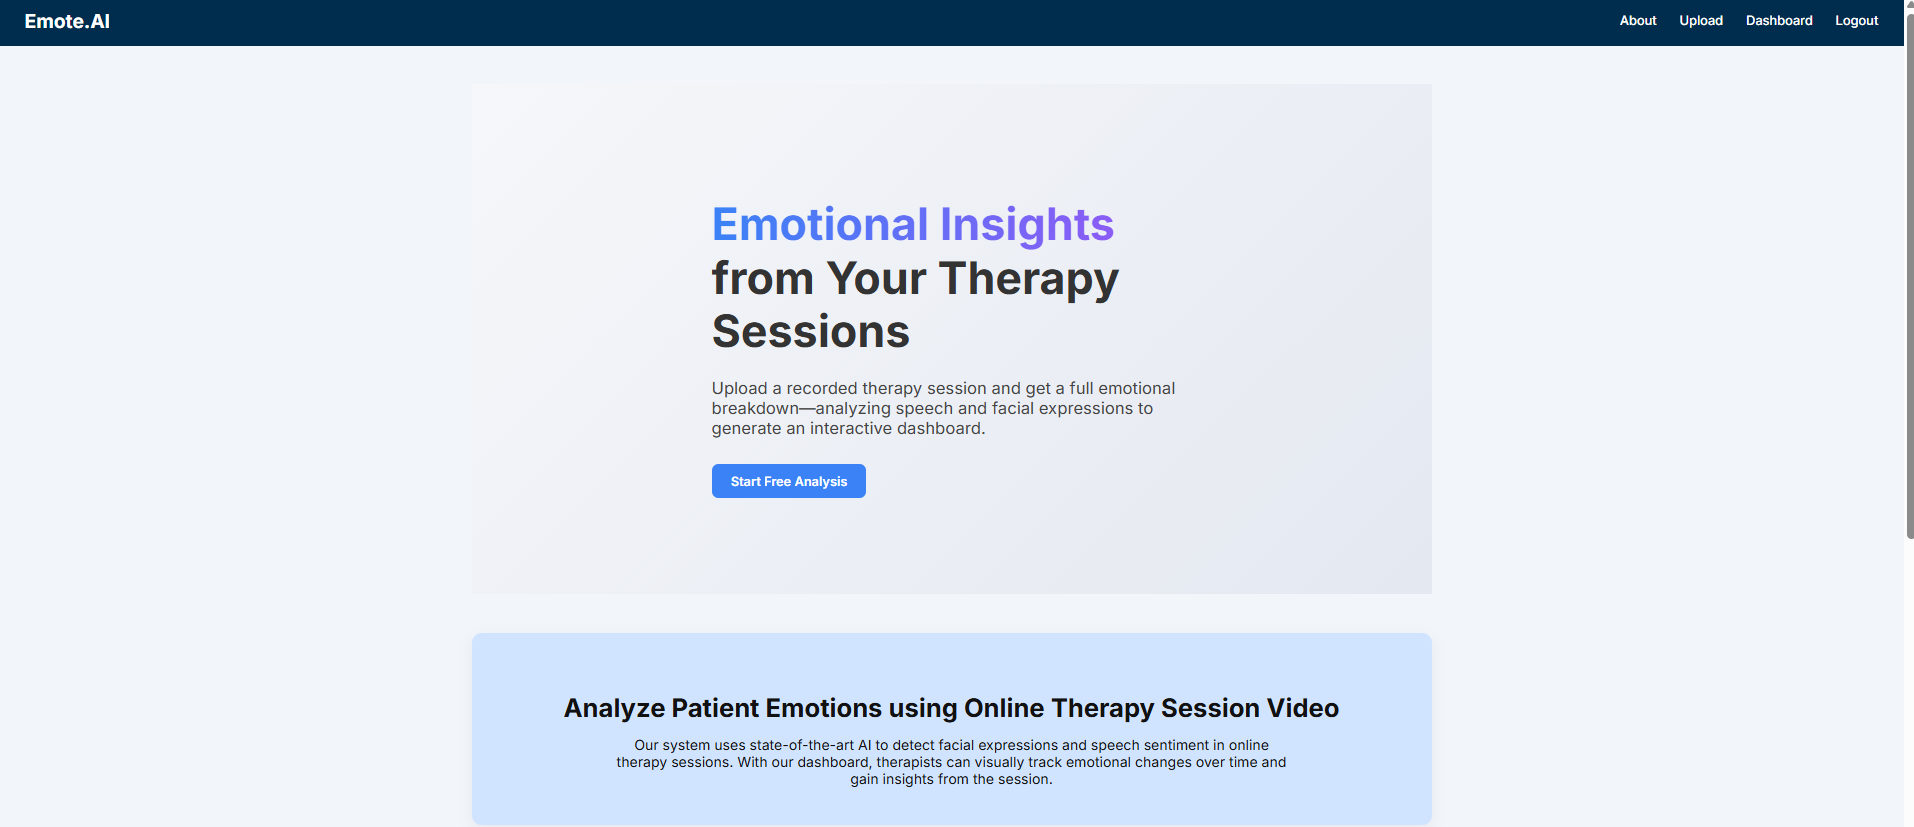 Emote.AI
About Upload Dashboard Logout
Emotional Insights
from Your Therapy
Sessions
Upload a recorded therapy session and get a full emotional
breakdown—analyzing speech and facial expressions to
generate an interactive dashboard.
Start Free Analysis
Analyze Patient Emotions using Online Therapy Session Video
Our system uses state-of-the-art AI to detect facial expressions and speech sentiment in online
therapy sessions. With our dashboard, therapists can visually track emotional changes over time and
gain insights from the session.